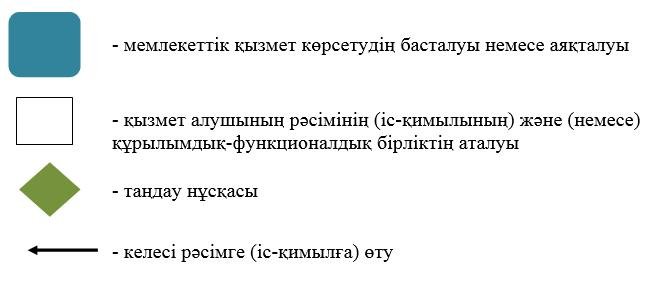 - мемлекеттік қызмет көрсетудің басталуы немесе аяқталуы
- қызмет алушының рәсімінің (іс-қимылының) және (немесе)
құрылымдық-функционалдық бірліктің аталуы
- таңдау нұсқасы
- келесі рәсімге (іс-қимылға) өту